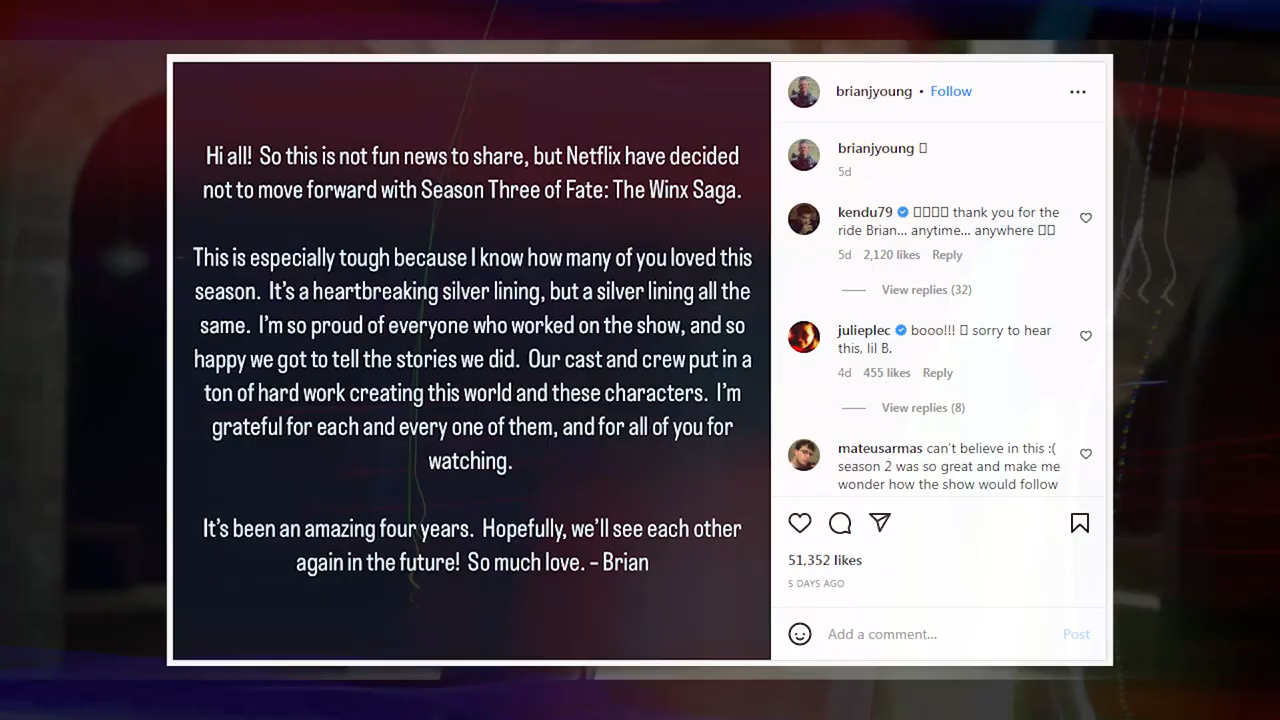 Hi all! So this is not fun news to share, but Netflix have decided
not to move forward with Season Three of Fate: The Winx Saga.
This is especially tough because I know how many of you loved this
season. It's a heartbreaking silver lining, but a silver lining all the
same. I'm so proud of everyone who worked on the show, and so
happy we got to tell the stories we did. Our cast and crew put in a
ton of hard work creating this world and these characters. I'm
grateful for each and every one of them, and for all of you for
watching.
It's been an amazing four years. Hopefully, we'll see each other
again in the future! So much love. – Brian
brianjyoung • Follow
brianjyoung
5d
kendu79 thank you for the
ride Brian... anytime... anywhere
5d 2,120 likes Reply
View replies (32)
julieplec booo!!! sorry to hear
this, lil B.
4d 455 likes Reply
View replies (8)
mateusarmas can't believe in this :(
season 2 was so great and make me
wonder how the show would follow
51,352 likes
5 DAYS AGO
Add a comment... Post